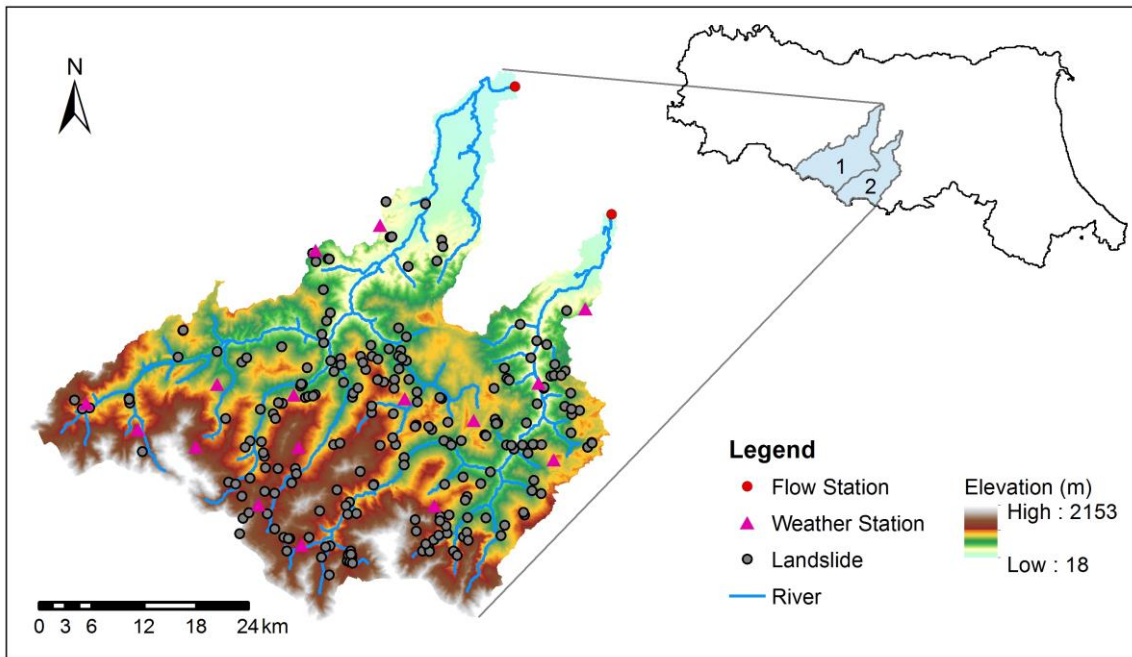 N
1
2
Legend
Flow Station
Weather Station
Landslide
River
Elevation (m)
High : 2153
Low : 18
0 3 6 12 18 24 km